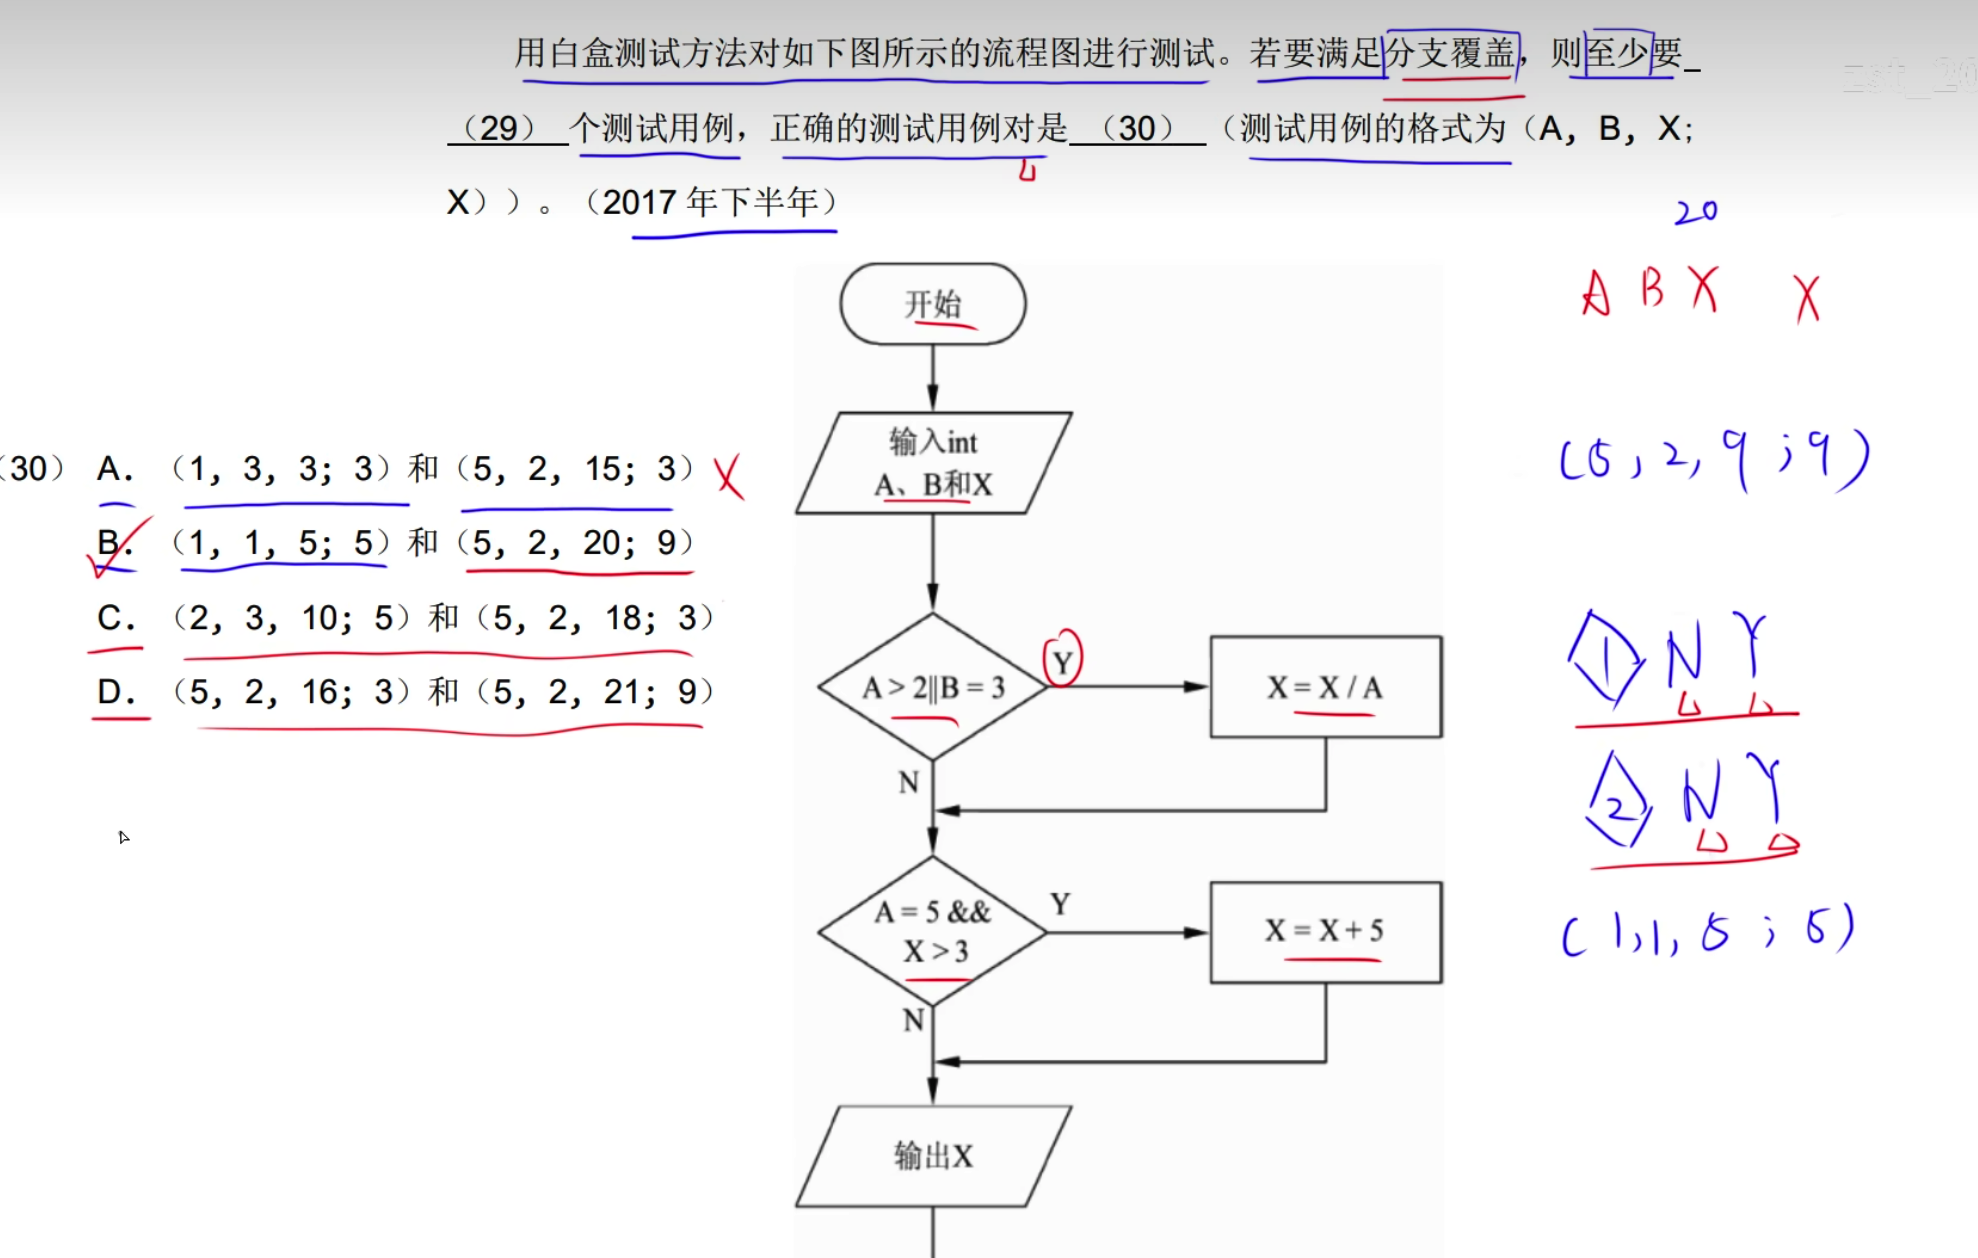 用白盒测试方法对如下图所示的流程图进行测试。若要满足分支覆盖，则至少要_
（29） 个测试用例，正确的测试用例对是 （30） （测试用例的格式为（A，B，X；
X））。（2017 年下半年）
20
A B X X
开始
输入int
A、B和X
（30） A. （1，3，3；3）和（5，2，15；3） X
B. （1，1，5；5）和（5，2，20；9）
C. （2，3，10；5）和（5，2，18；3）
D. （5，2，16；3）和（5，2，21；9）
(5,2,9;9)
A > 2||B = 3
Y
X = X / A
N
1 N Y
2 N Y
A = 5 &&
X > 3
Y
X = X + 5
N
(1,1,5;5)
输出X